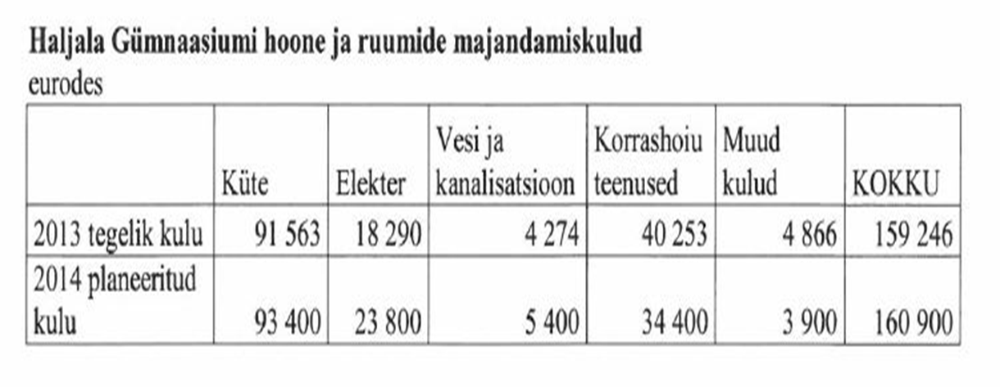 Haljala Gümnaasiumi hoone ja ruumide majandamiskulud
eurodes
Küte Elekter Vesi ja kanalisatsioon Korrashoiu teenused Muud kulud KOKKU
2013 tegelik kulu 91 563 18 290 4 274 40 253 4 866 159 246
2014 planeeritud kulu 93 400 23 800 5 400 34 400 3 900 160 900